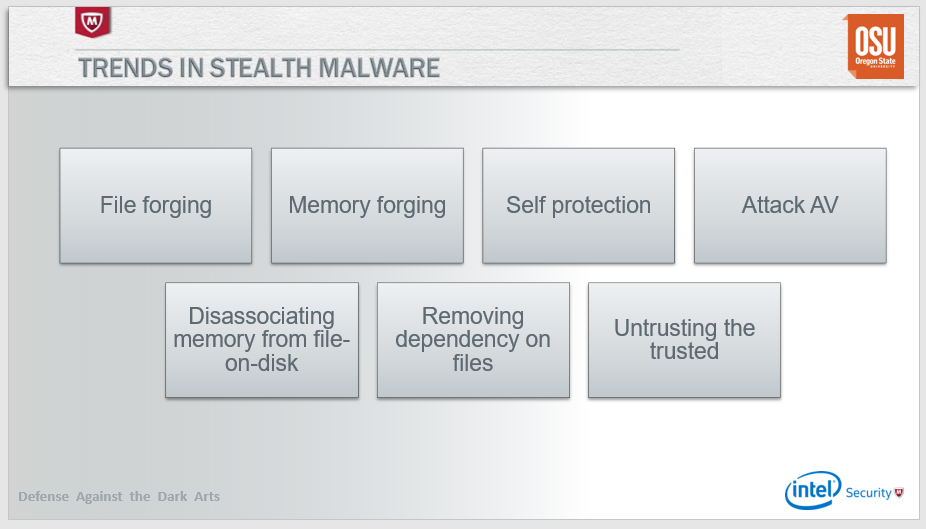 OSU
Oregon State
UNIVERSITY
TRENDS IN STEALTH MALWARE
File forging
Memory forging
Self protection
Attack AV
Disassociating
memory from file-
on-disk
Removing
dependency on
files
Untrusting the
trusted
Defense Against the Dark Arts
intel Security